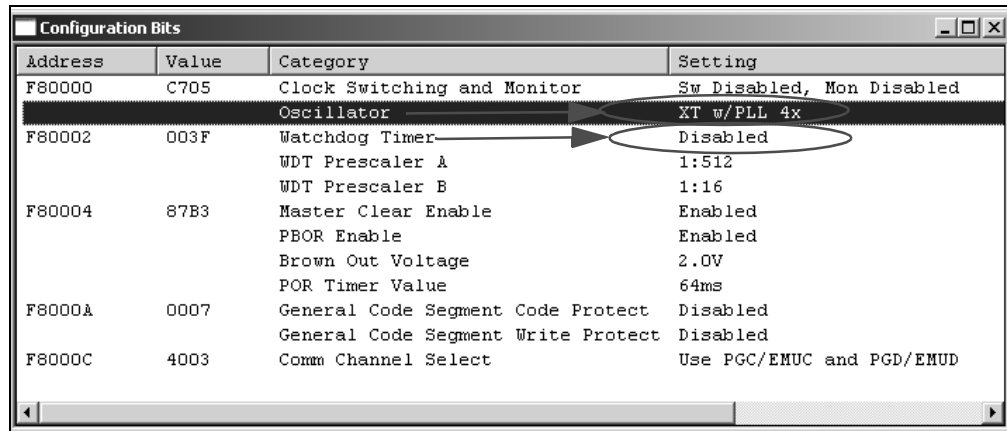 Configuration Bits
Address Value Category Setting
F80000 C705 Clock Switching and Monitor Sw Disabled, Mon Disabled
Oscillator XT w/PLL 4x
F80002 003F Watchdog Timer Disabled
WDT Prescaler A 1:512
WDT Prescaler B 1:16
F80004 87B3 Master Clear Enable Enabled
PBOR Enable Enabled
Brown Out Voltage 2.0V
POR Timer Value 64ms
F8000A 0007 General Code Segment Code Protect Disabled
General Code Segment Write Protect Disabled
F8000C 4003 Comm Channel Select Use PGC/EMUC and PGD/EMUD